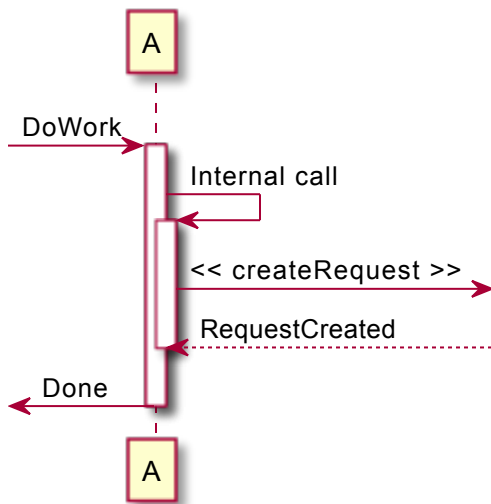 A
DoWork
Internal call
<< createRequest >>
RequestCreated
Done
A